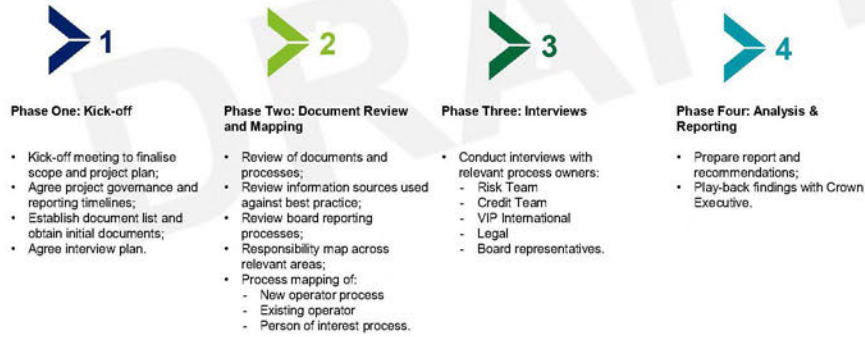 DRAFT
1
2
3
4
Phase One: Kick-off
• Kick-off meeting to finalise
scope and project plan;
• Agree project governance and
reporting timelines;
• Establish document list and
obtain initial documents;
• Agree interview plan.
Phase Two: Document Review
and Mapping
• Review of documents and
processes;
• Review information sources used
against best practice;
• Review board reporting
processes;
• Responsibility map across
relevant areas;
• Process mapping of:
- New operator process
- Existing operator
- Person of interest process.
Phase Three: Interviews
• Conduct interviews with
relevant process owners:
- Risk Team
- Credit Team
- VIP International
- Legal
- Board representatives.
Phase Four: Analysis &
Reporting
• Prepare report and
recommendations;
• Play-back findings with Crown
Executive.